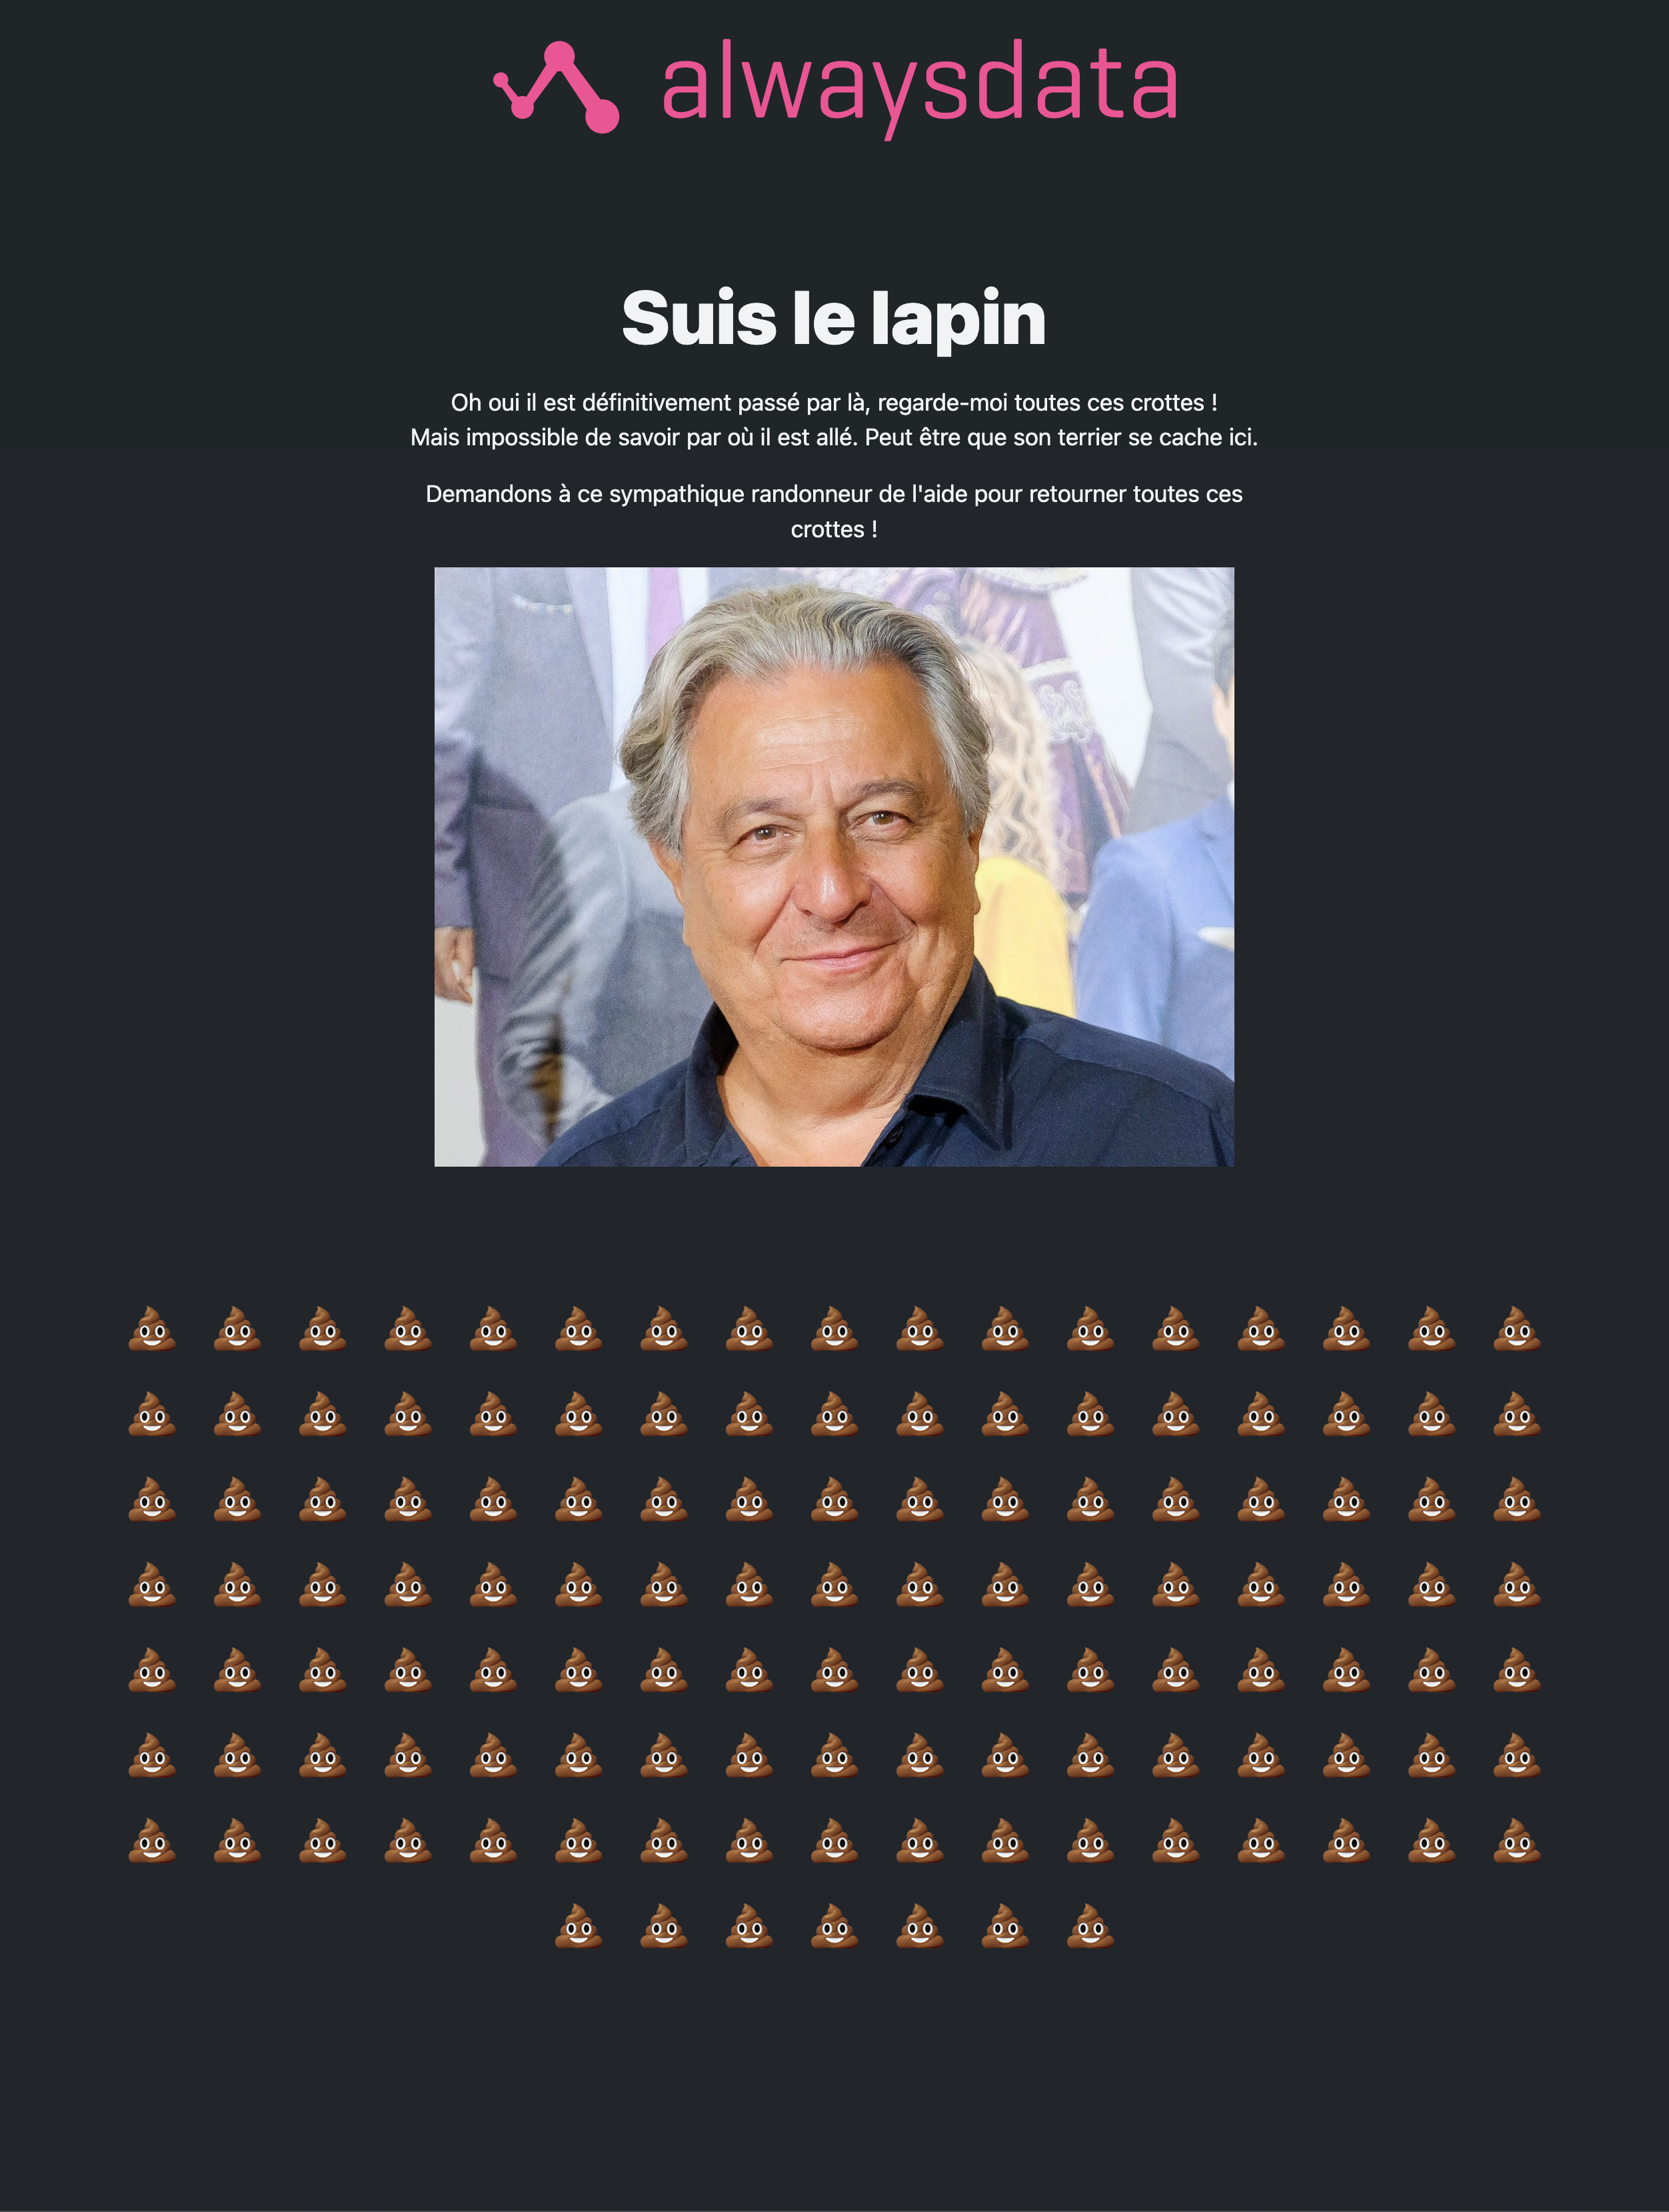 alwaysdata
Suis le lapin
Oh oui il est définitivement passé par là, regarde-moi toutes ces crottes !
Mais impossible de savoir par où il est allé. Peut être que son terrier se cache ici.
Demandons à ce sympathique randonneur de l'aide pour retourner toutes ces
crottes !